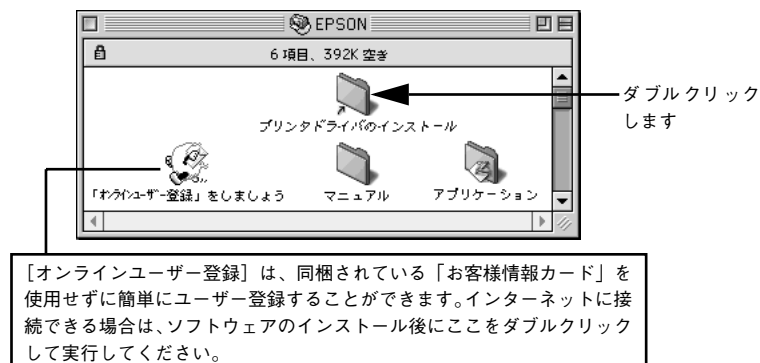 EPSON
6 項目、392K 空き
プリンタドライバのインストール
ダブルクリック
します
「オンラインユーザー登録」をしましょう
マニュアル
アプリケーション
［オンラインユーザー登録］は、同梱されている「お客様情報カード」を
使用せずに簡単にユーザー登録することができます。インターネットに接
続できる場合は、ソフトウェアのインストール後にここをダブルクリック
して実行してください。